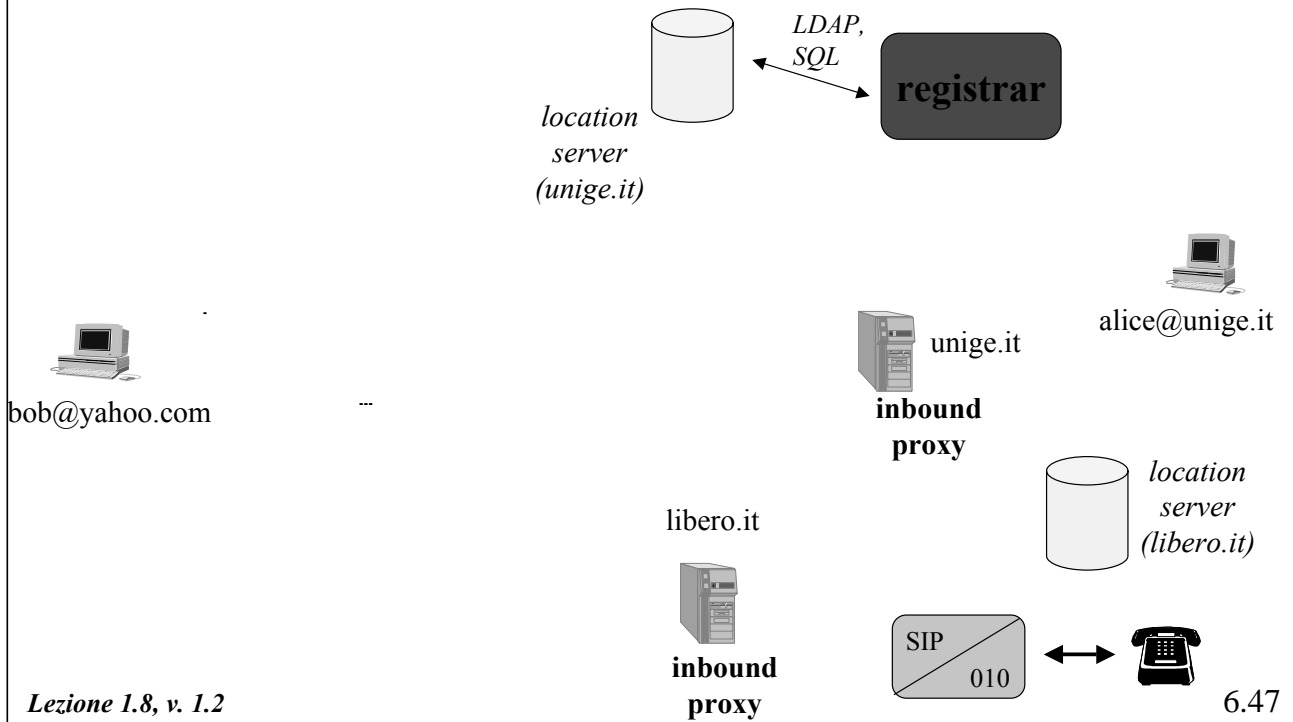 LDAP,
SQL
registrar
location
server
(unige.it)
alice@unige.it
unige.it
inbound
proxy
bob@yahoo.com
location
server
(libero.it)
libero.it
inbound
proxy
SIP
010
Lezione 1.8, v. 1.2
6.47